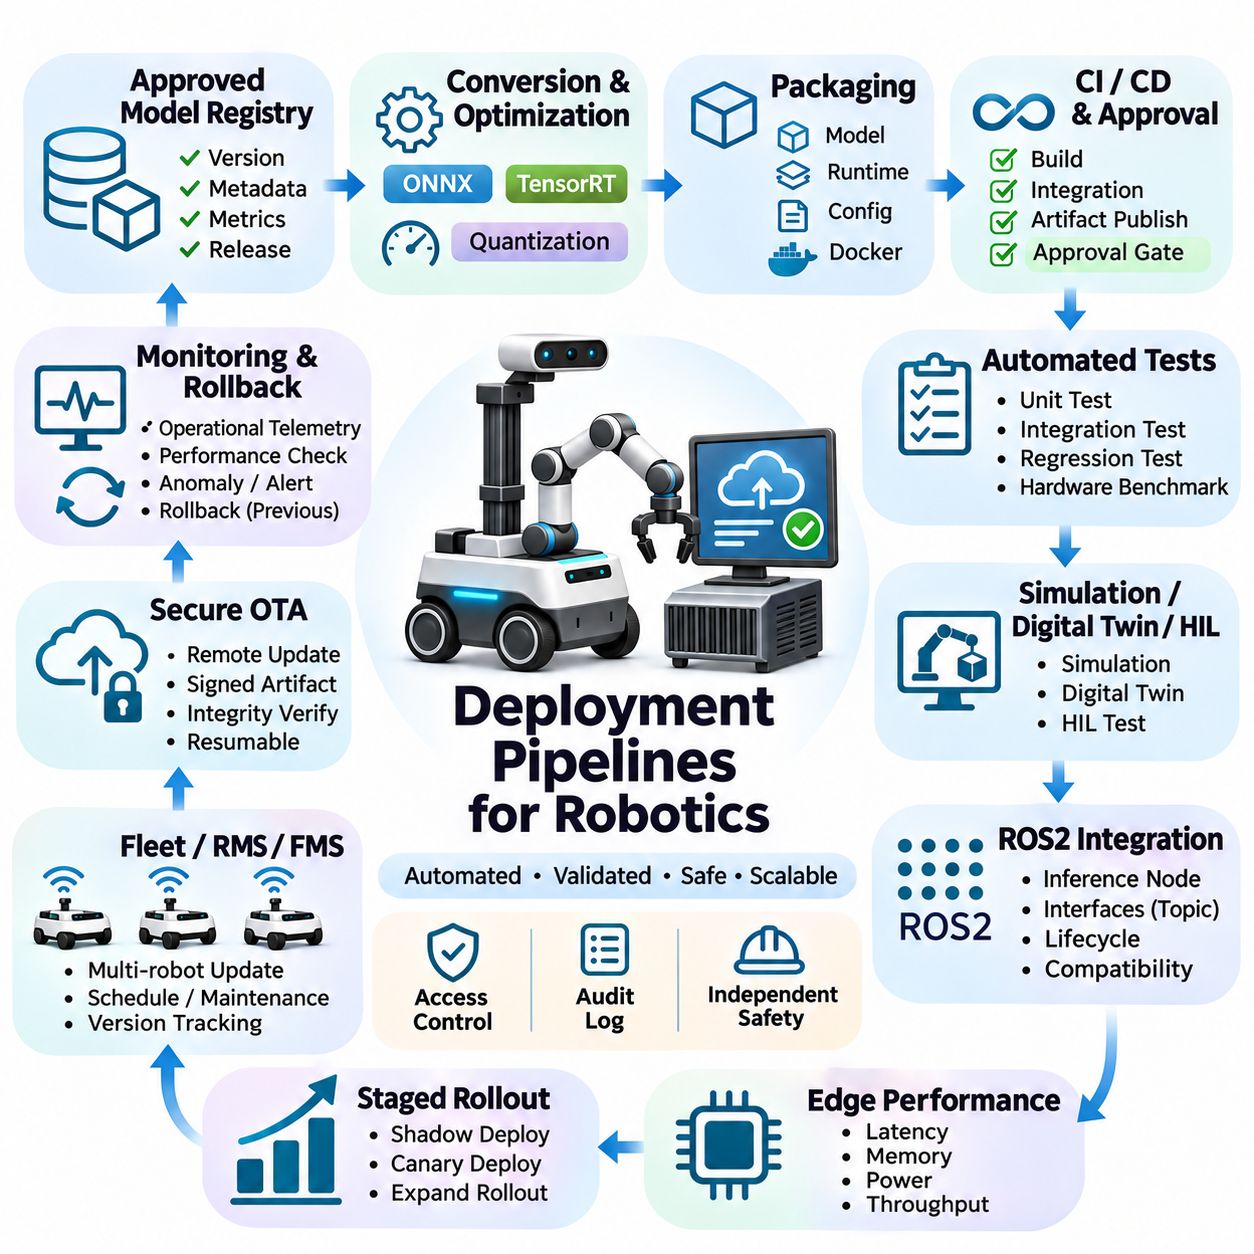 Approved
Model Registry
Version
Metadata
Metrics
Release
Conversion &
Optimization
ONNX
TensorRT
Quantization
Packaging
Model
Runtime
Config
Docker
CI / CD
& Approval
Build
Integration
Artifact Publish
Approval Gate
Automated Tests
• Unit Test
• Integration Test
• Regression Test
• Hardware Benchmark
Simulation /
Digital Twin / HIL
• Simulation
• Digital Twin
• HIL Test
ROS2 Integration
ROS2
• Inference Node
• Interfaces (Topic)
• Lifecycle
• Compatibility
Edge Performance
• Latency
• Memory
• Power
• Throughput
Staged Rollout
• Shadow Deploy
• Canary Deploy
• Expand Rollout
Fleet / RMS / FMS
• Multi-robot Update
• Schedule / Maintenance
• Version Tracking
Secure OTA
• Remote Update
• Signed Artifact
• Integrity Verify
• Resumable
Monitoring &
Rollback
• Operational Telemetry
• Performance Check
• Anomaly / Alert
• Rollback (Previous)
Deployment
Pipelines
for Robotics
Automated • Validated • Safe • Scalable
Access
Control
Audit
Log
Independent
Safety